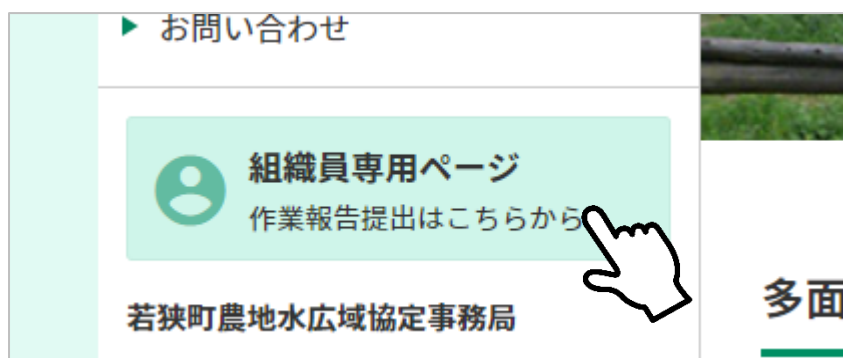 お問い合わせ
組織員専用ページ
作業報告提出はこちらから
若狭町農地水広域協定事務局
多面